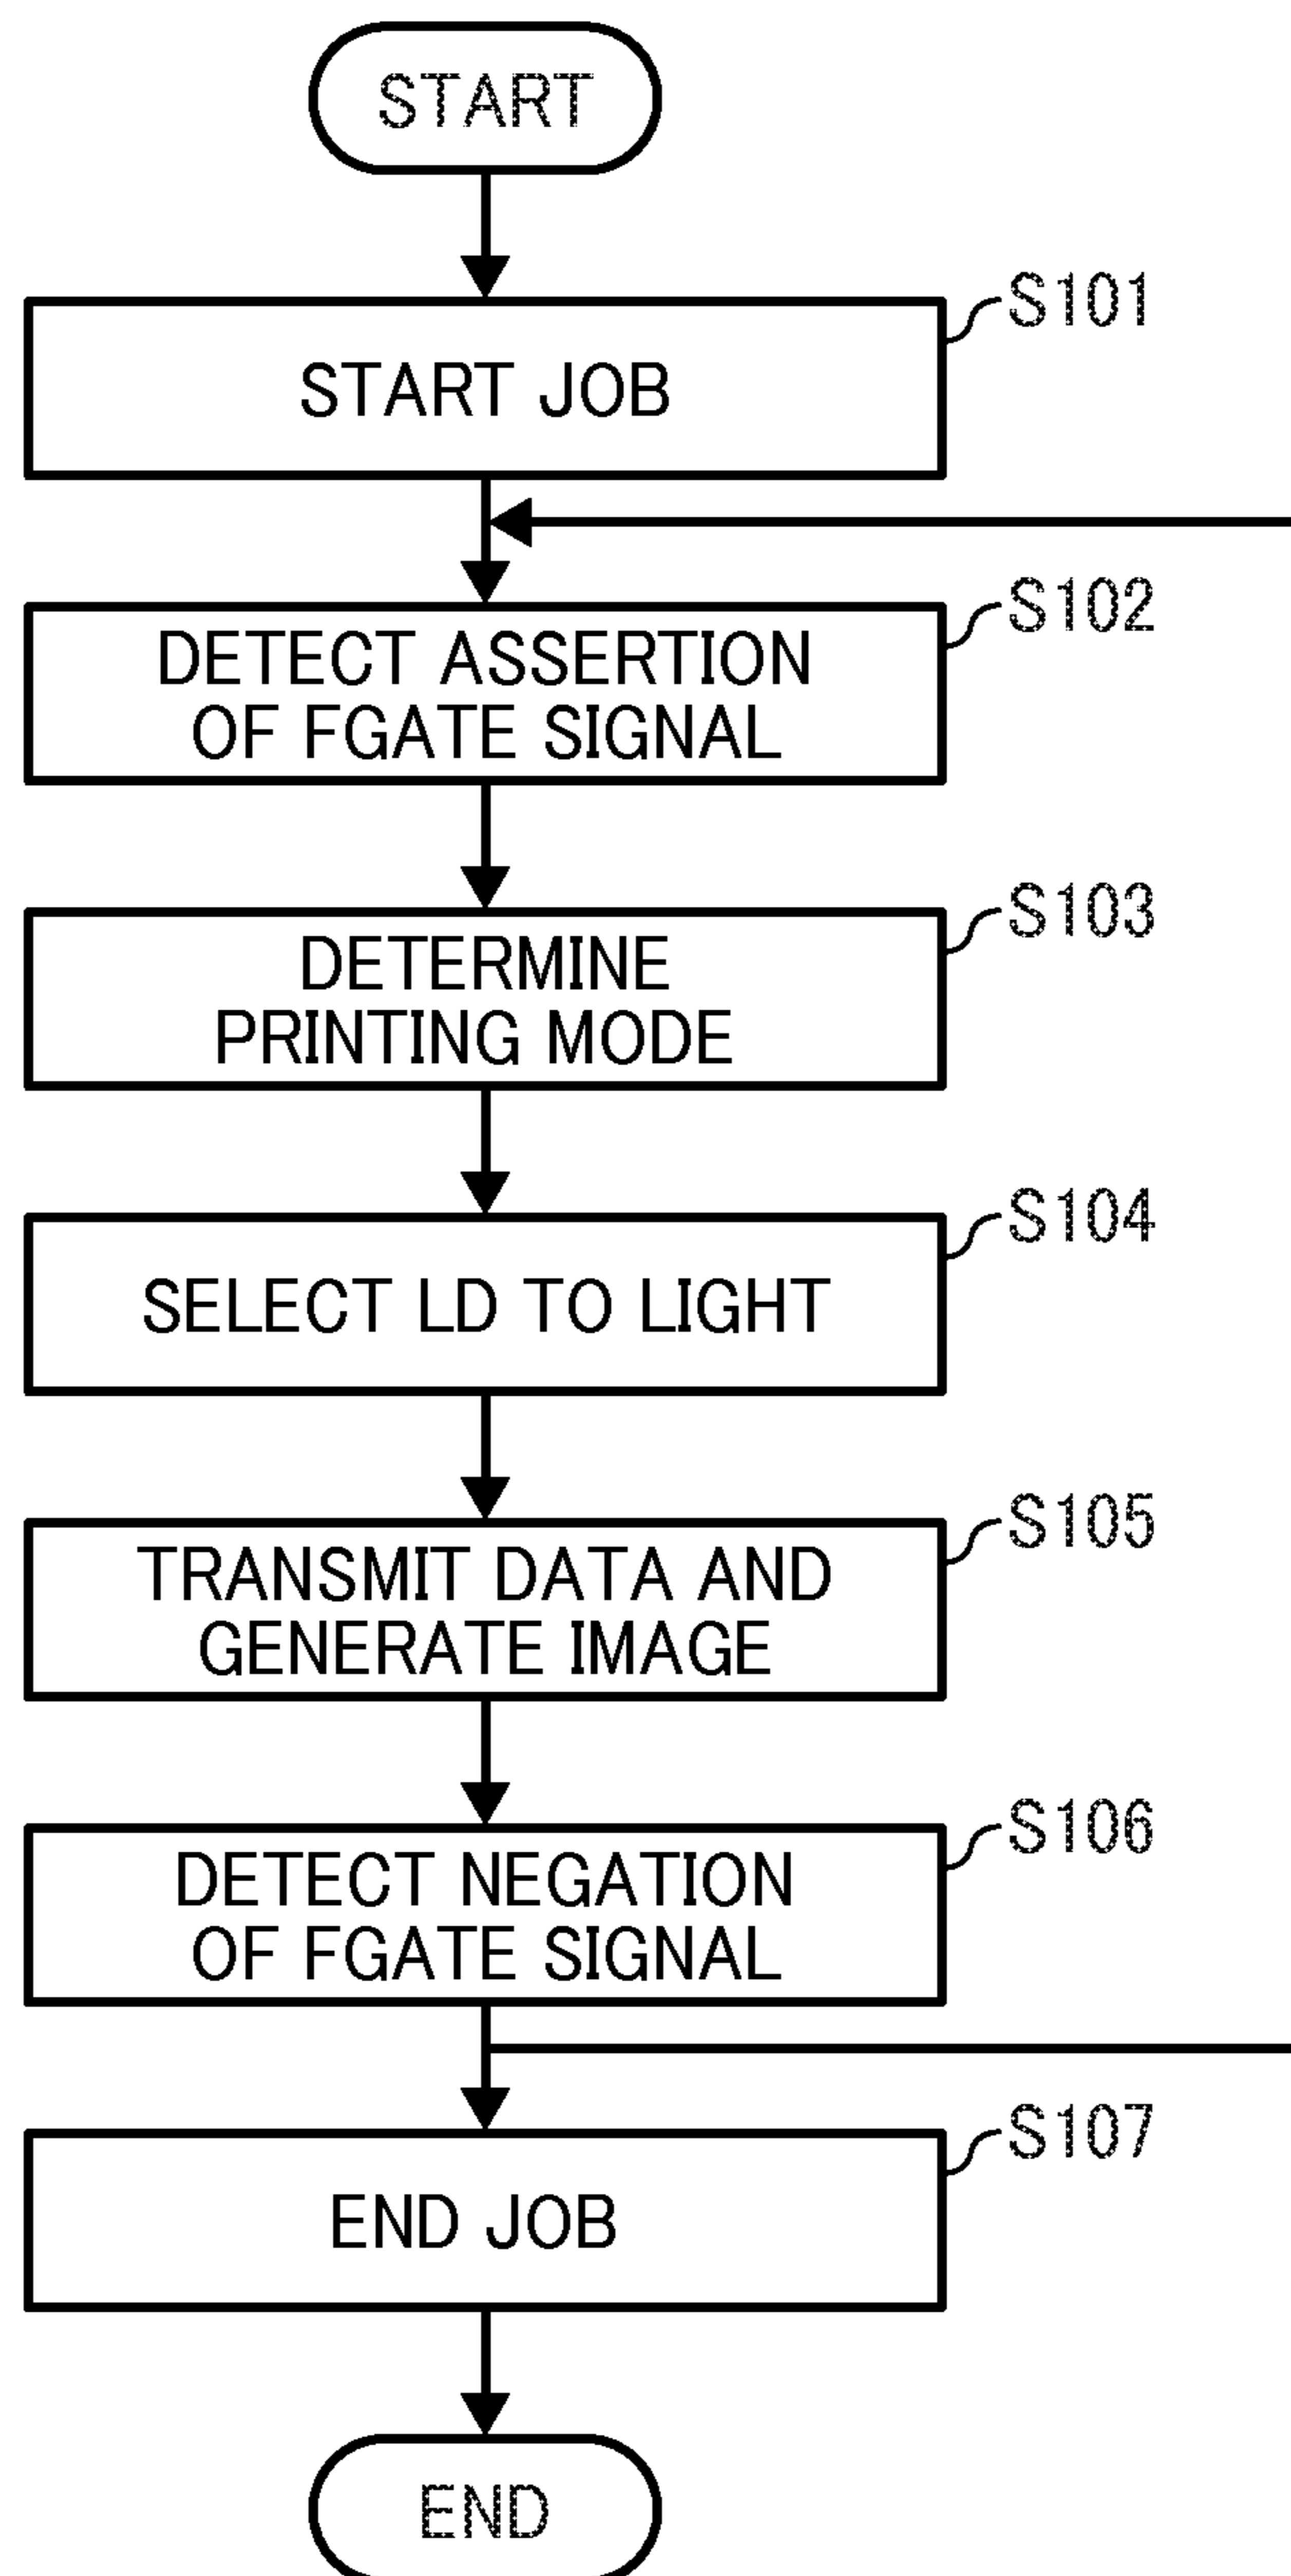 START
S101
START JOB
S102
DETECT ASSERTION
OF FGATE SIGNAL
S103
DETERMINE
PRINTING MODE
S104
SELECT LD TO LIGHT
S105
TRANSMIT DATA AND
GENERATE IMAGE
S106
DETECT NEGATION
OF FGATE SIGNAL
S107
END JOB
END